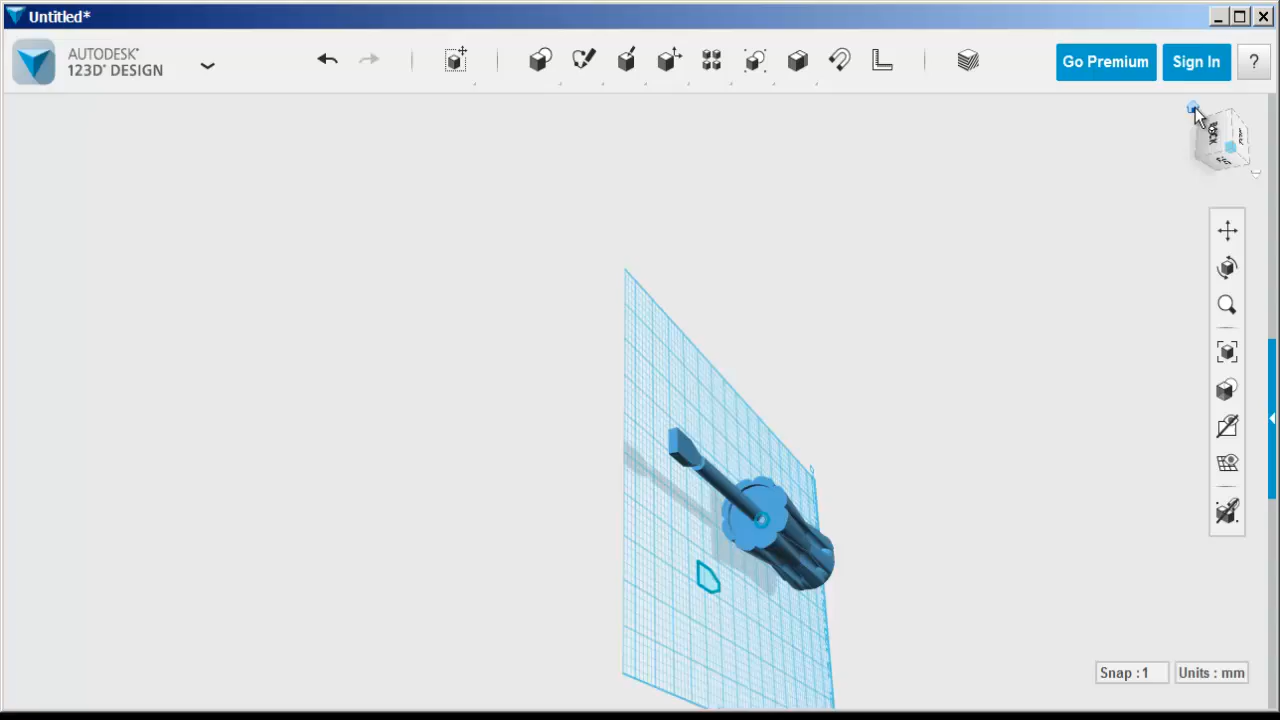 Untitled*
AUTODESK®
123D® DESIGN
Go Premium
Sign In
?
Snap : 1
Units : mm